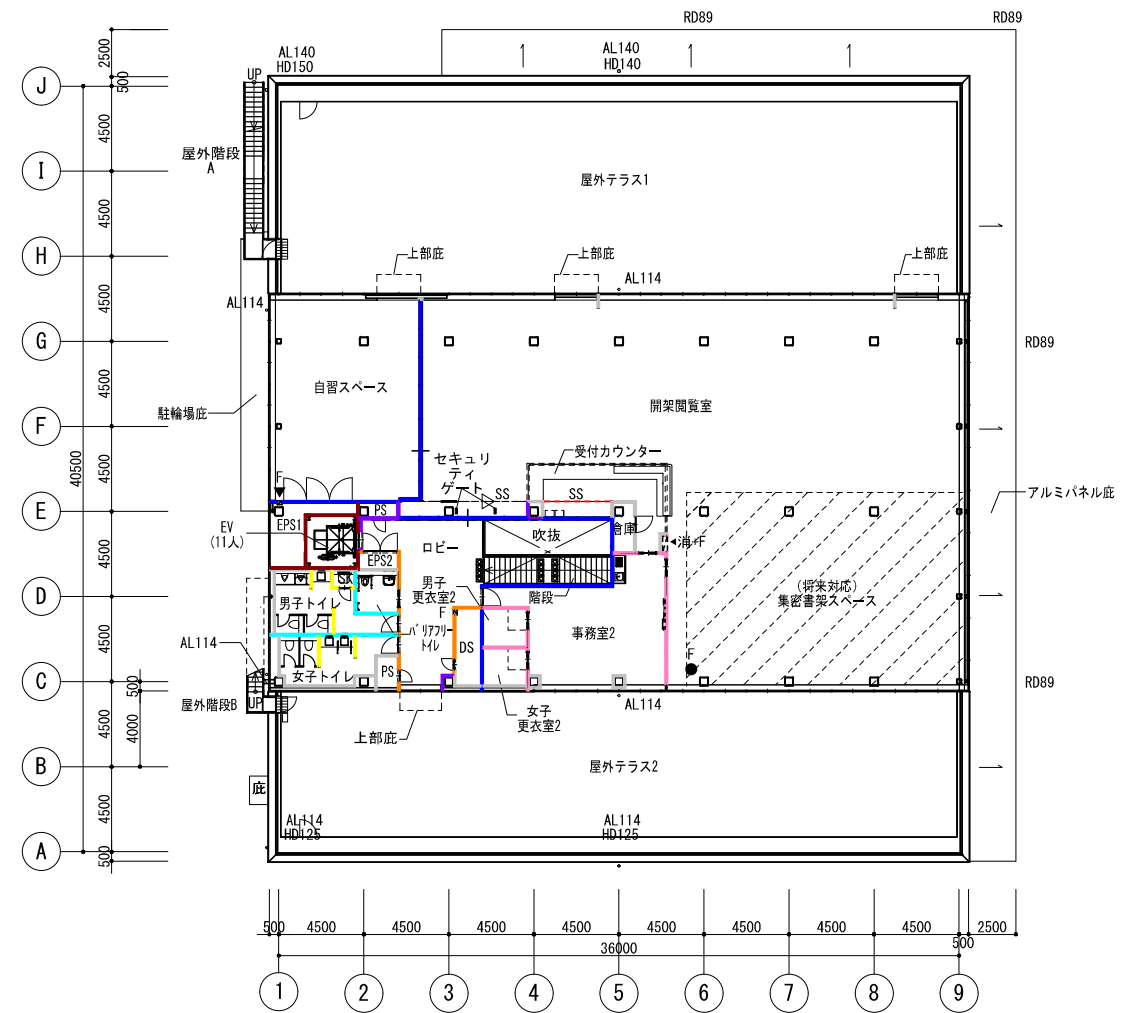 RD89
RD89
AL140
HD150
AL140
HD140
2500
500
UP
J
4500
屋外階段
A
I
屋外テラス1
4500
H
上部庇
上部庇
上部庇
AL114
AL114
4500
G
RD89
自習スペース
4500
開架閲覧室
駐輪場庇
F
40500
セキュリ
ティ
ゲート
受付カウンター
4500
F
SS
SS
アルミパネル庇
E
PS
EPS1
EV
(11人)
ロビー
吹抜
倉庫
消+F
4500
EPS2
SK
男子
更衣室2
階段
(将来対応)
集密書架スペース
D
男子トイレ
F
バリアフリー
トイレ
事務室2
4500
AL114
DS
F
C
500
女子トイレ
PS
RD89
屋外階段B
UP
AL114
女子
更衣室2
4500
4000
上部庇
B
屋外テラス2
庇
4500
AL114
HD125
AL114
HD125
A
500
500
4500
4500
4500
4500
4500
4500
4500
4500
500
2500
36000
1
2
3
4
5
6
7
8
9